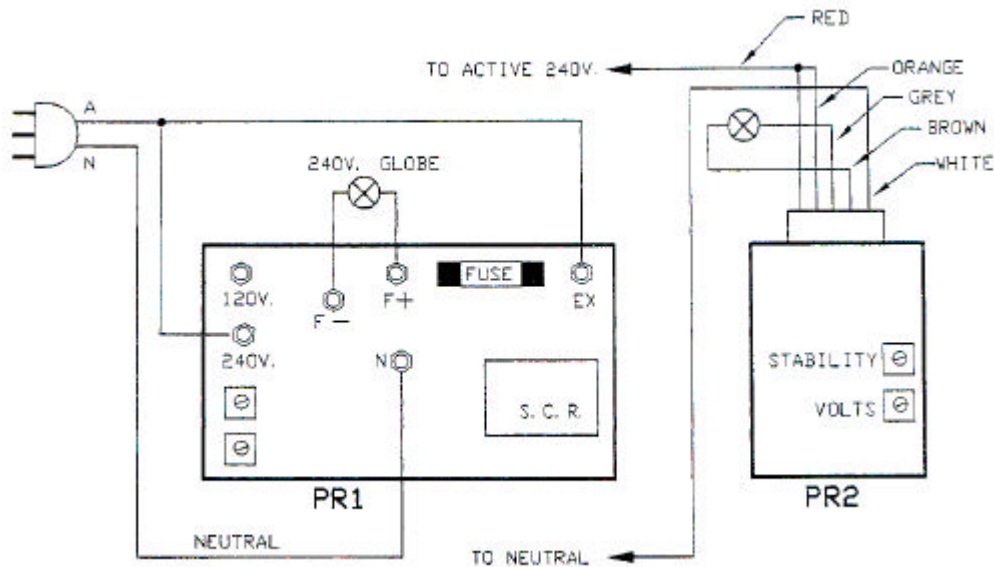 RED
TO ACTIVE 240V.
ORANGE
GREY
BROWN
WHITE
A
N
240V. GLOBE
120V.
F-
F+
FUSE
EX
240V.
N
S. C. R.
STABILITY
VOLTS
PR1
PR2
NEUTRAL
TO NEUTRAL